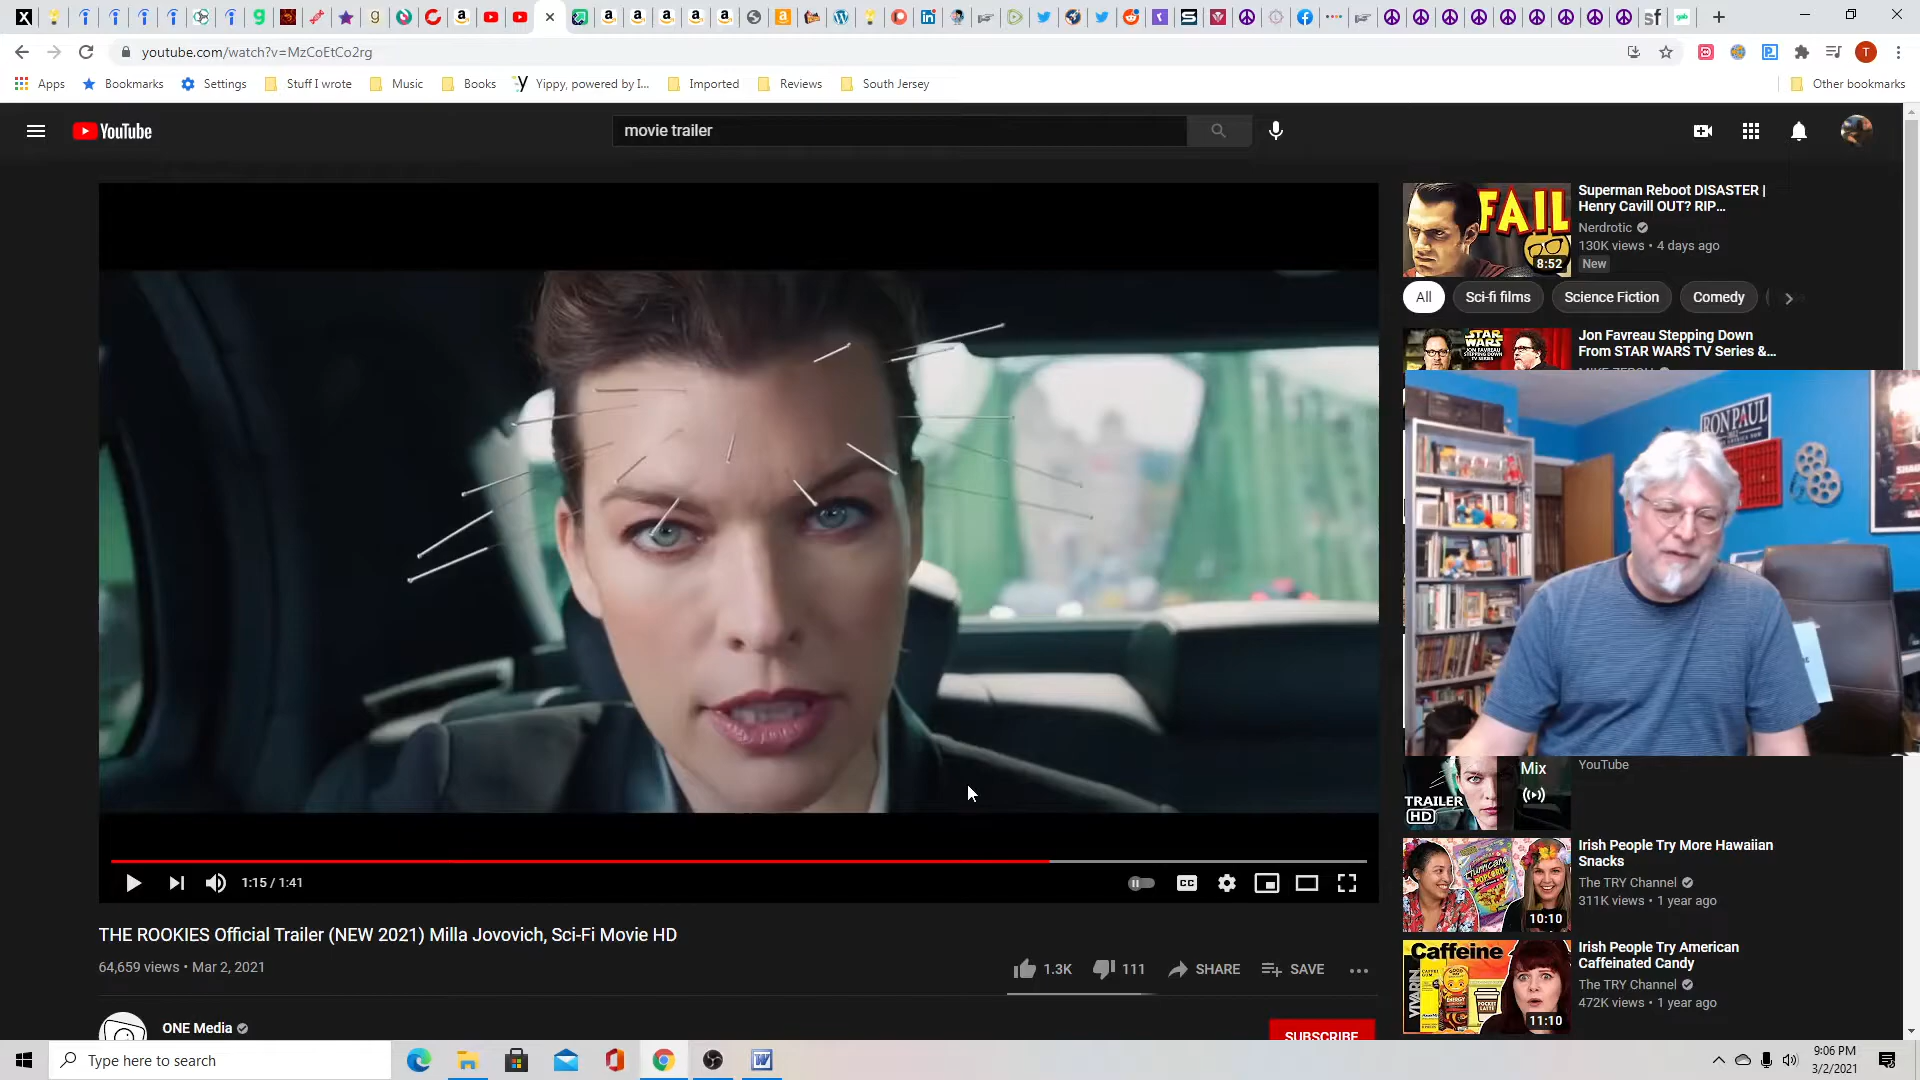 youtube.com/watch?v=MzCoEtCo2rg
Apps
Bookmarks
Settings
Stuff I wrote
Music
Books
Yippy, powered by I...
Imported
Reviews
South Jersey
Other bookmarks
YouTube
movie trailer
FAIL
8:52
Superman Reboot DISASTER |
Henry Cavill OUT? RIP...
Nerdrotic
130K views • 4 days ago
New
All
Sci-fi films
Science Fiction
Comedy
STAR
WARS
Jon Favreau Stepping Down
From STAR WARS TV Series &...
RON PAUL
YouTube
Mix
TRAILER
[HD]
Irish People Try More Hawaiian
Snacks
The TRY Channel
311K views • 1 year ago
10:10
Caffeine
VIVARIN
11:10
Irish People Try American
Caffeinated Candy
The TRY Channel
472K views • 1 year ago
1:15 / 1:41
CC
THE ROOKIES Official Trailer (NEW 2021) Milla Jovovich, Sci-Fi Movie HD
64,659 views • Mar 2, 2021
1.3K
111
SHARE
SAVE
ONE Media
SUBSCRIBE
Type here to search
9:06 PM
3/2/2021